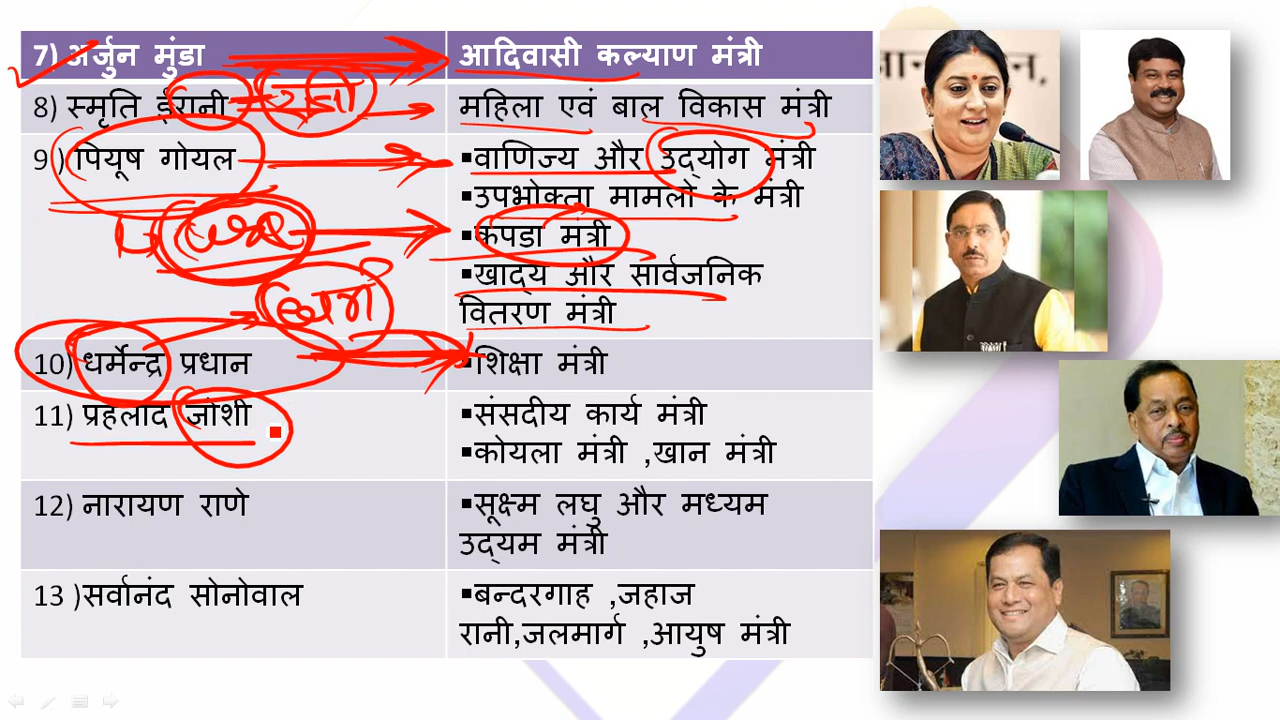 7) अर्जुन मुंडा आदिवासी कल्याण मंत्री
8) स्मृति ईरानी महिला एवं बाल विकास मंत्री
9 ) पियूष गोयल ▪वाणिज्य और उद्योग मंत्री
▪उपभोक्ता मामलों के मंत्री
▪कपडा मंत्री
▪खाद्य और सार्वजनिक
वितरण मंत्री
10) धर्मेन्द्र प्रधान ▪शिक्षा मंत्री
11) प्रहलाद जोशी ▪संसदीय कार्य मंत्री
▪कोयला मंत्री ,खान मंत्री
12) नारायण राणे ▪सूक्ष्म लघु और मध्यम
उद्यम मंत्री
13 )सर्वानंद सोनोवाल ▪बन्दरगाह ,जहाज
रानी,जलमार्ग ,आयुष मंत्री